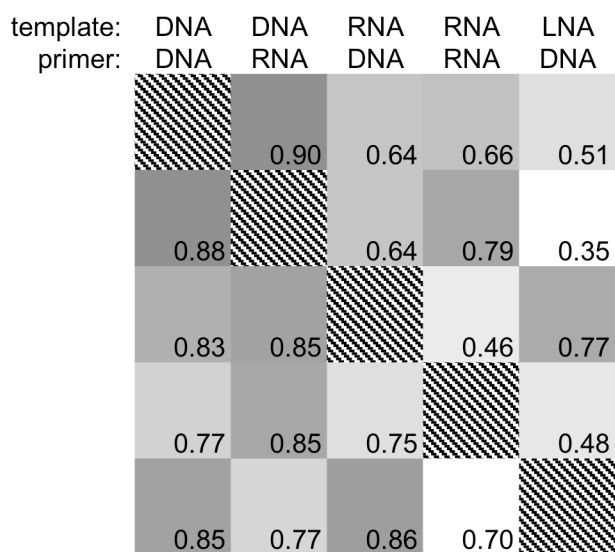 template: DNA DNA RNA RNA LNA
primer: DNA RNA DNA RNA DNA
0.90 0.64 0.66 0.51
0.88 0.64 0.79 0.35
0.83 0.85 0.46 0.77
0.77 0.85 0.75 0.48
0.85 0.77 0.86 0.70